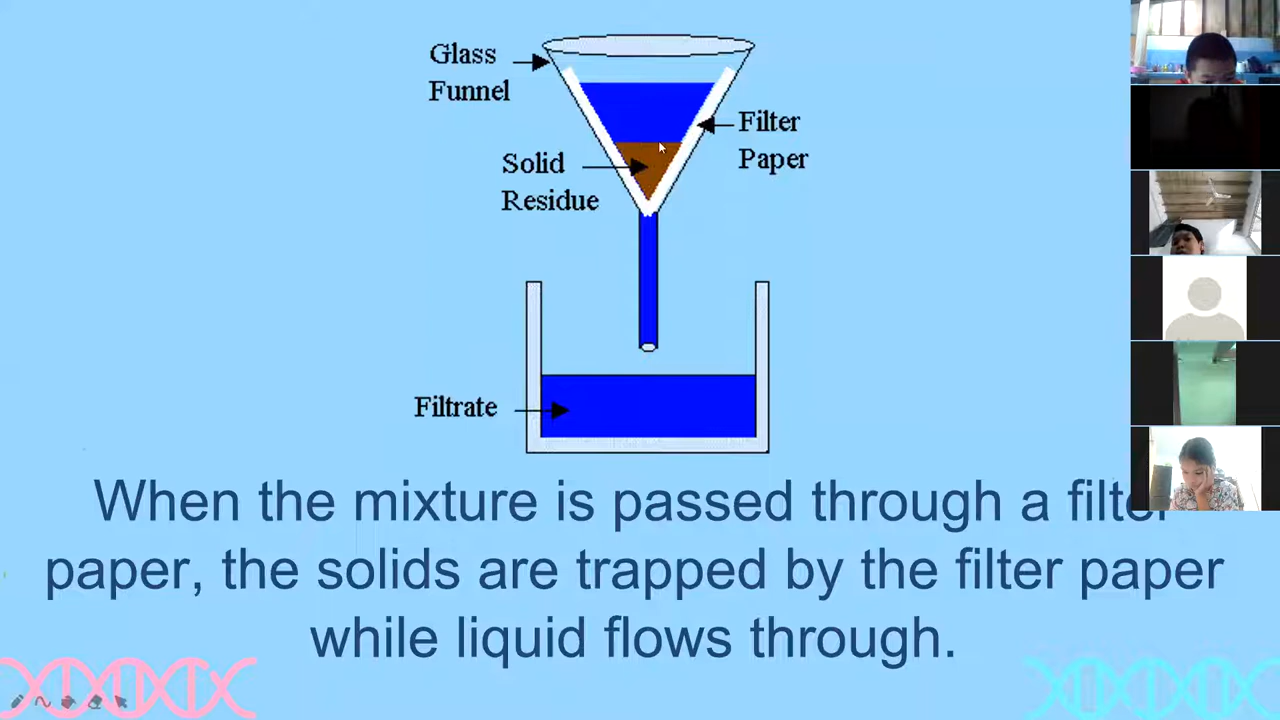 Glass
Funnel
Filter
Paper
Solid
Residue
Filtrate
When the mixture is passed through a filter
paper, the solids are trapped by the filter paper
while liquid flows through.